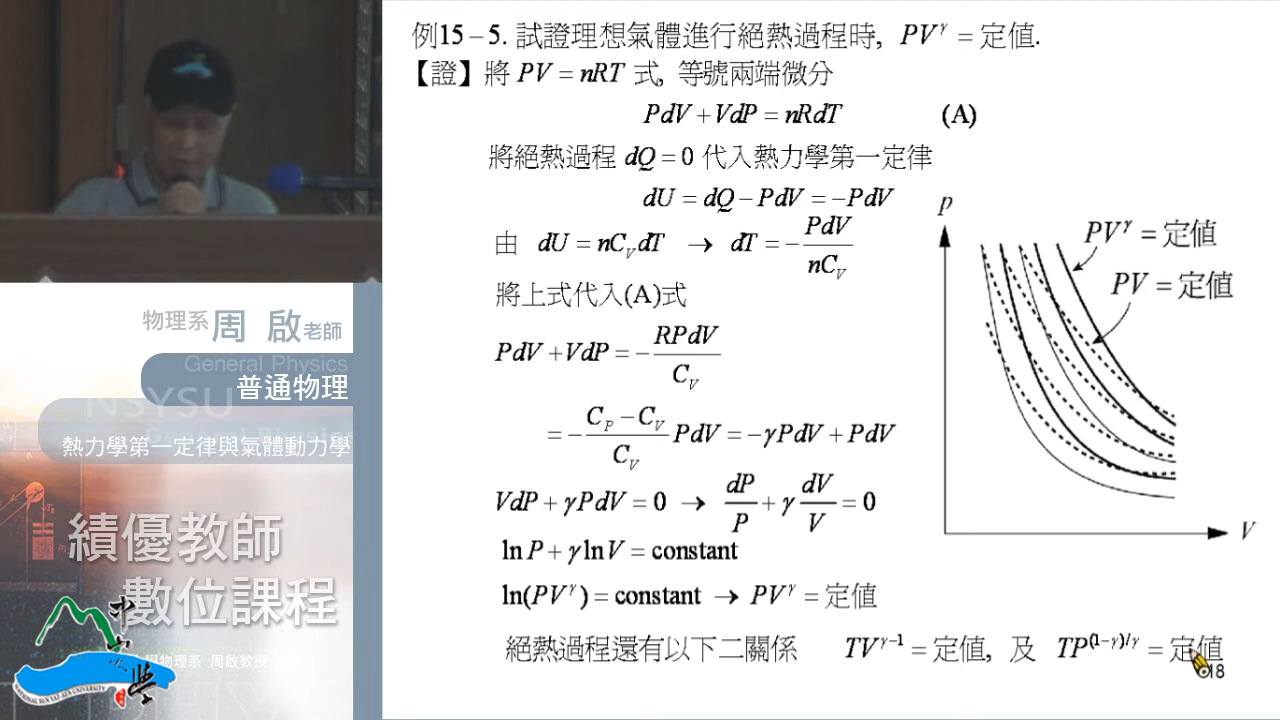 例15－5. 試證理想氣體進行絕熱過程時, PV^γ = 定值.
【證】將 PV = nRT 式, 等號兩端微分
PdV + VdP = nRdT (A)
將絕熱過程 dQ = 0 代入熱力學第一定律
dU = dQ − PdV = −PdV
由 dU = nC_V dT → dT = − PdV / nC_V
將上式代入(A)式
PdV + VdP = − RPdV / C_V
= − (C_P − C_V) / C_V PdV = −γPdV + PdV
VdP + γPdV = 0 → dP/P + γ dV/V = 0
ln P + γ ln V = constant
ln(PV^γ) = constant → PV^γ = 定值
絕熱過程還有以下二關係 TV^(γ−1) = 定值, 及 TP^((1−γ)/γ) = 定值
18
p
PV^γ = 定值
PV = 定值
V
物理系 周 啟 老師
General Physics
普通物理
NSYSU
熱力學第一定律與氣體動力學
績優教師
數位課程
中山大學
NATIONAL SUN YAT-SEN UNIVERSITY
物理系 周啟教授